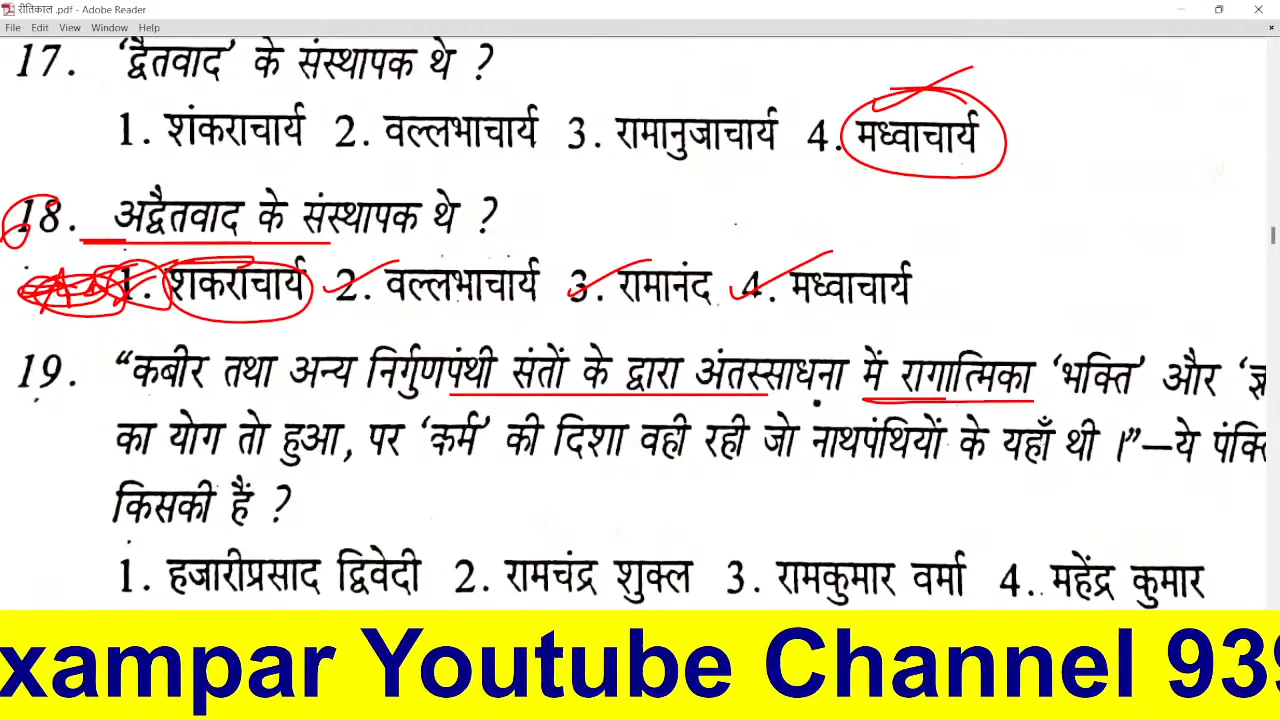 रीतिकाल .pdf - Adobe Reader
File Edit View Window Help
17. ‘द्वैतवाद’ के संस्थापक थे ?
1. शंकराचार्य 2. वल्लभाचार्य 3. रामानुजाचार्य 4. मध्वाचार्य
18. अद्वैतवाद के संस्थापक थे ?
1. शंकराचार्य 2. वल्लभाचार्य 3. रामानंद 4. मध्वाचार्य
19. “कबीर तथा अन्य निर्गुणपंथी संतों के द्वारा अंतस्साधना में रागात्मिका ‘भक्ति’ और
का योग तो हुआ, पर ‘कर्म’ की दिशा वही रही जो नाथपंथियों के यहाँ थी ।”–ये
किसकी हैं ?
1. हजारीप्रसाद द्विवेदी 2. रामचंद्र शुक्ल 3. रामकुमार वर्मा 4. महेंद्र कुमार
xampar Youtube Channel 939